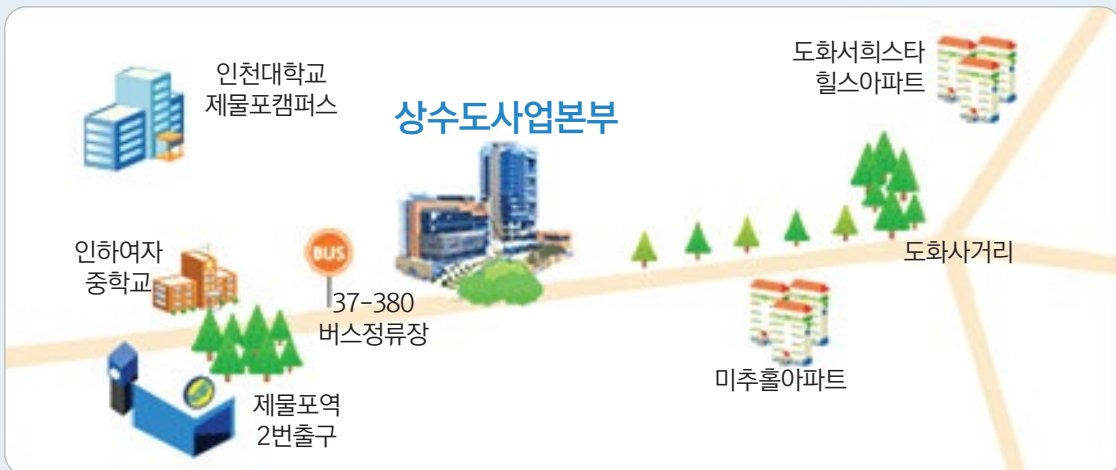 인천대학교
제물포캠퍼스
상수도사업본부
도화서희스타
힐스아파트
인하여자
중학교
BUS
37-380
버스정류장
도화사거리
미추홀아파트
제물포역
2번출구